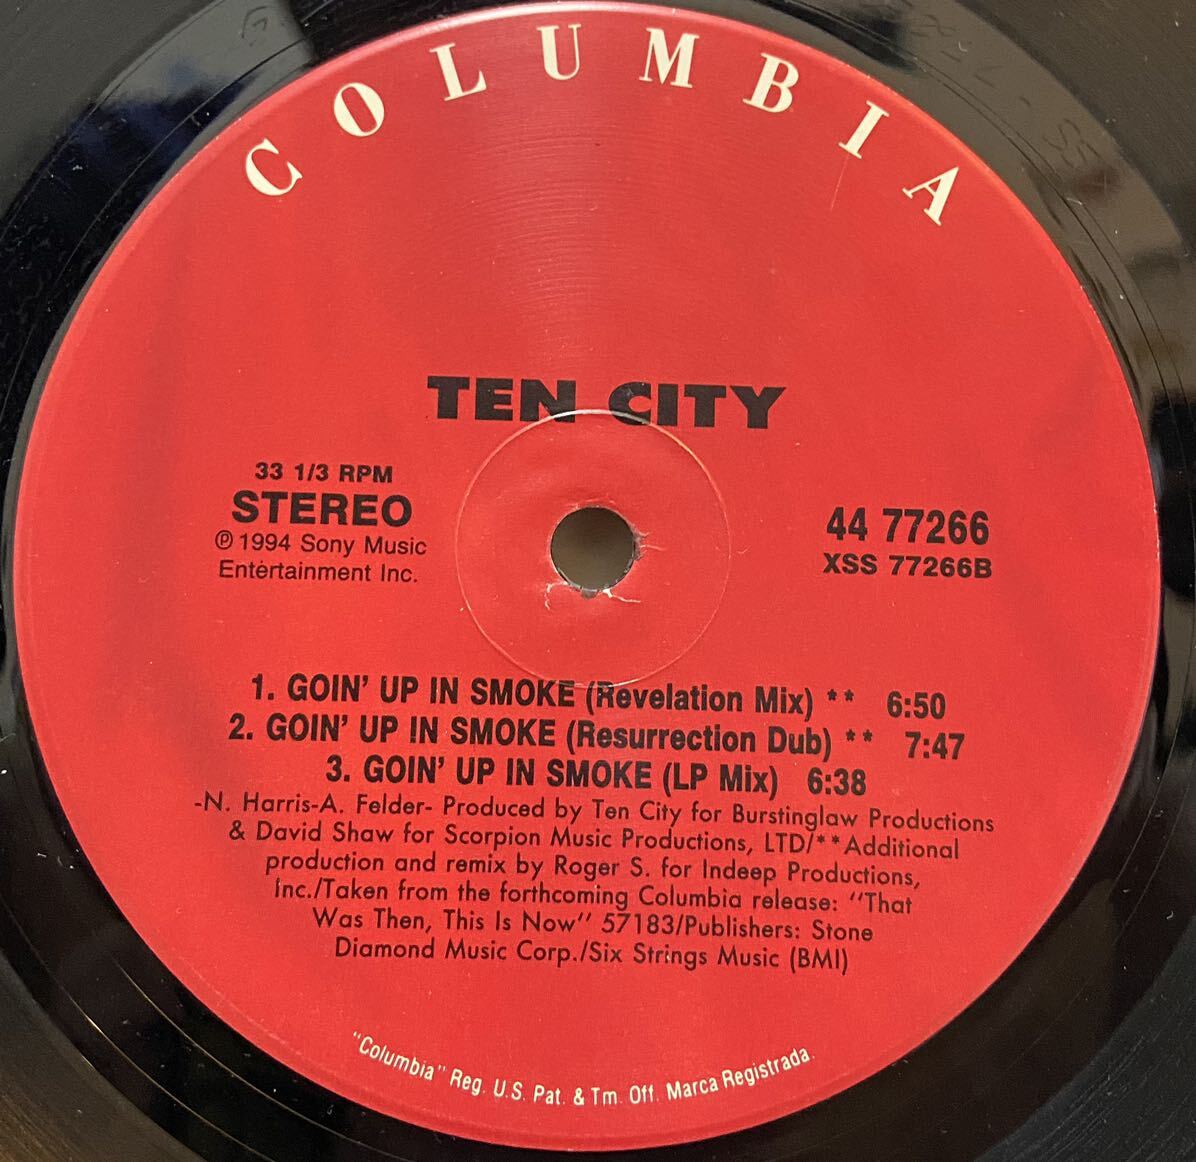 COLUMBIA
TEN CITY
33 1/3 RPM
STEREO
℗ 1994 Sony Music
Entertainment Inc.
44 77266
XSS 77266B
1. GOIN' UP IN SMOKE (Revelation Mix) ** 6:50
2. GOIN' UP IN SMOKE (Resurrection Dub) ** 7:47
3. GOIN' UP IN SMOKE (LP Mix) 6:38
-N. Harris-A. Felder- Produced by Ten City for Burstinglaw Productions
& David Shaw for Scorpion Music Productions, LTD/**Additional
production and remix by Roger S. for Indeep Productions,
Inc./Taken from the forthcoming Columbia release: "That
Was Then, This Is Now" 57183/Publishers: Stone
Diamond Music Corp./Six Strings Music (BMI)
"Columbia" Reg. U.S. Pat. & Tm. Off. Marca Registrada.